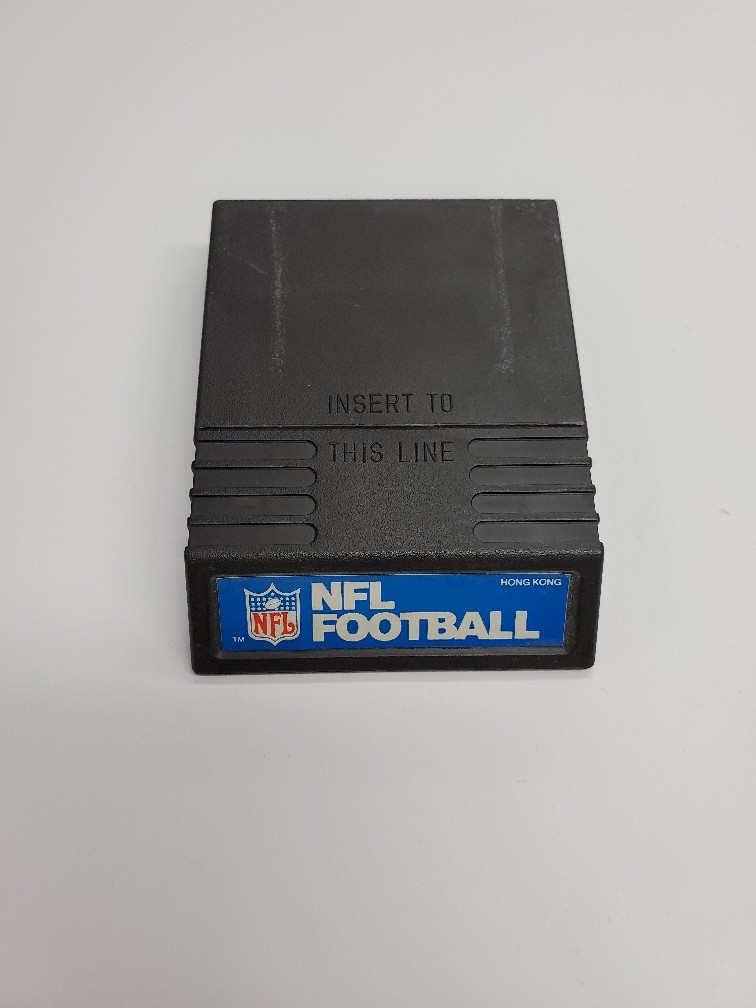 INSERT TO
THIS LINE
HONG KONG
NFL
NFL
FOOTBALL
TM